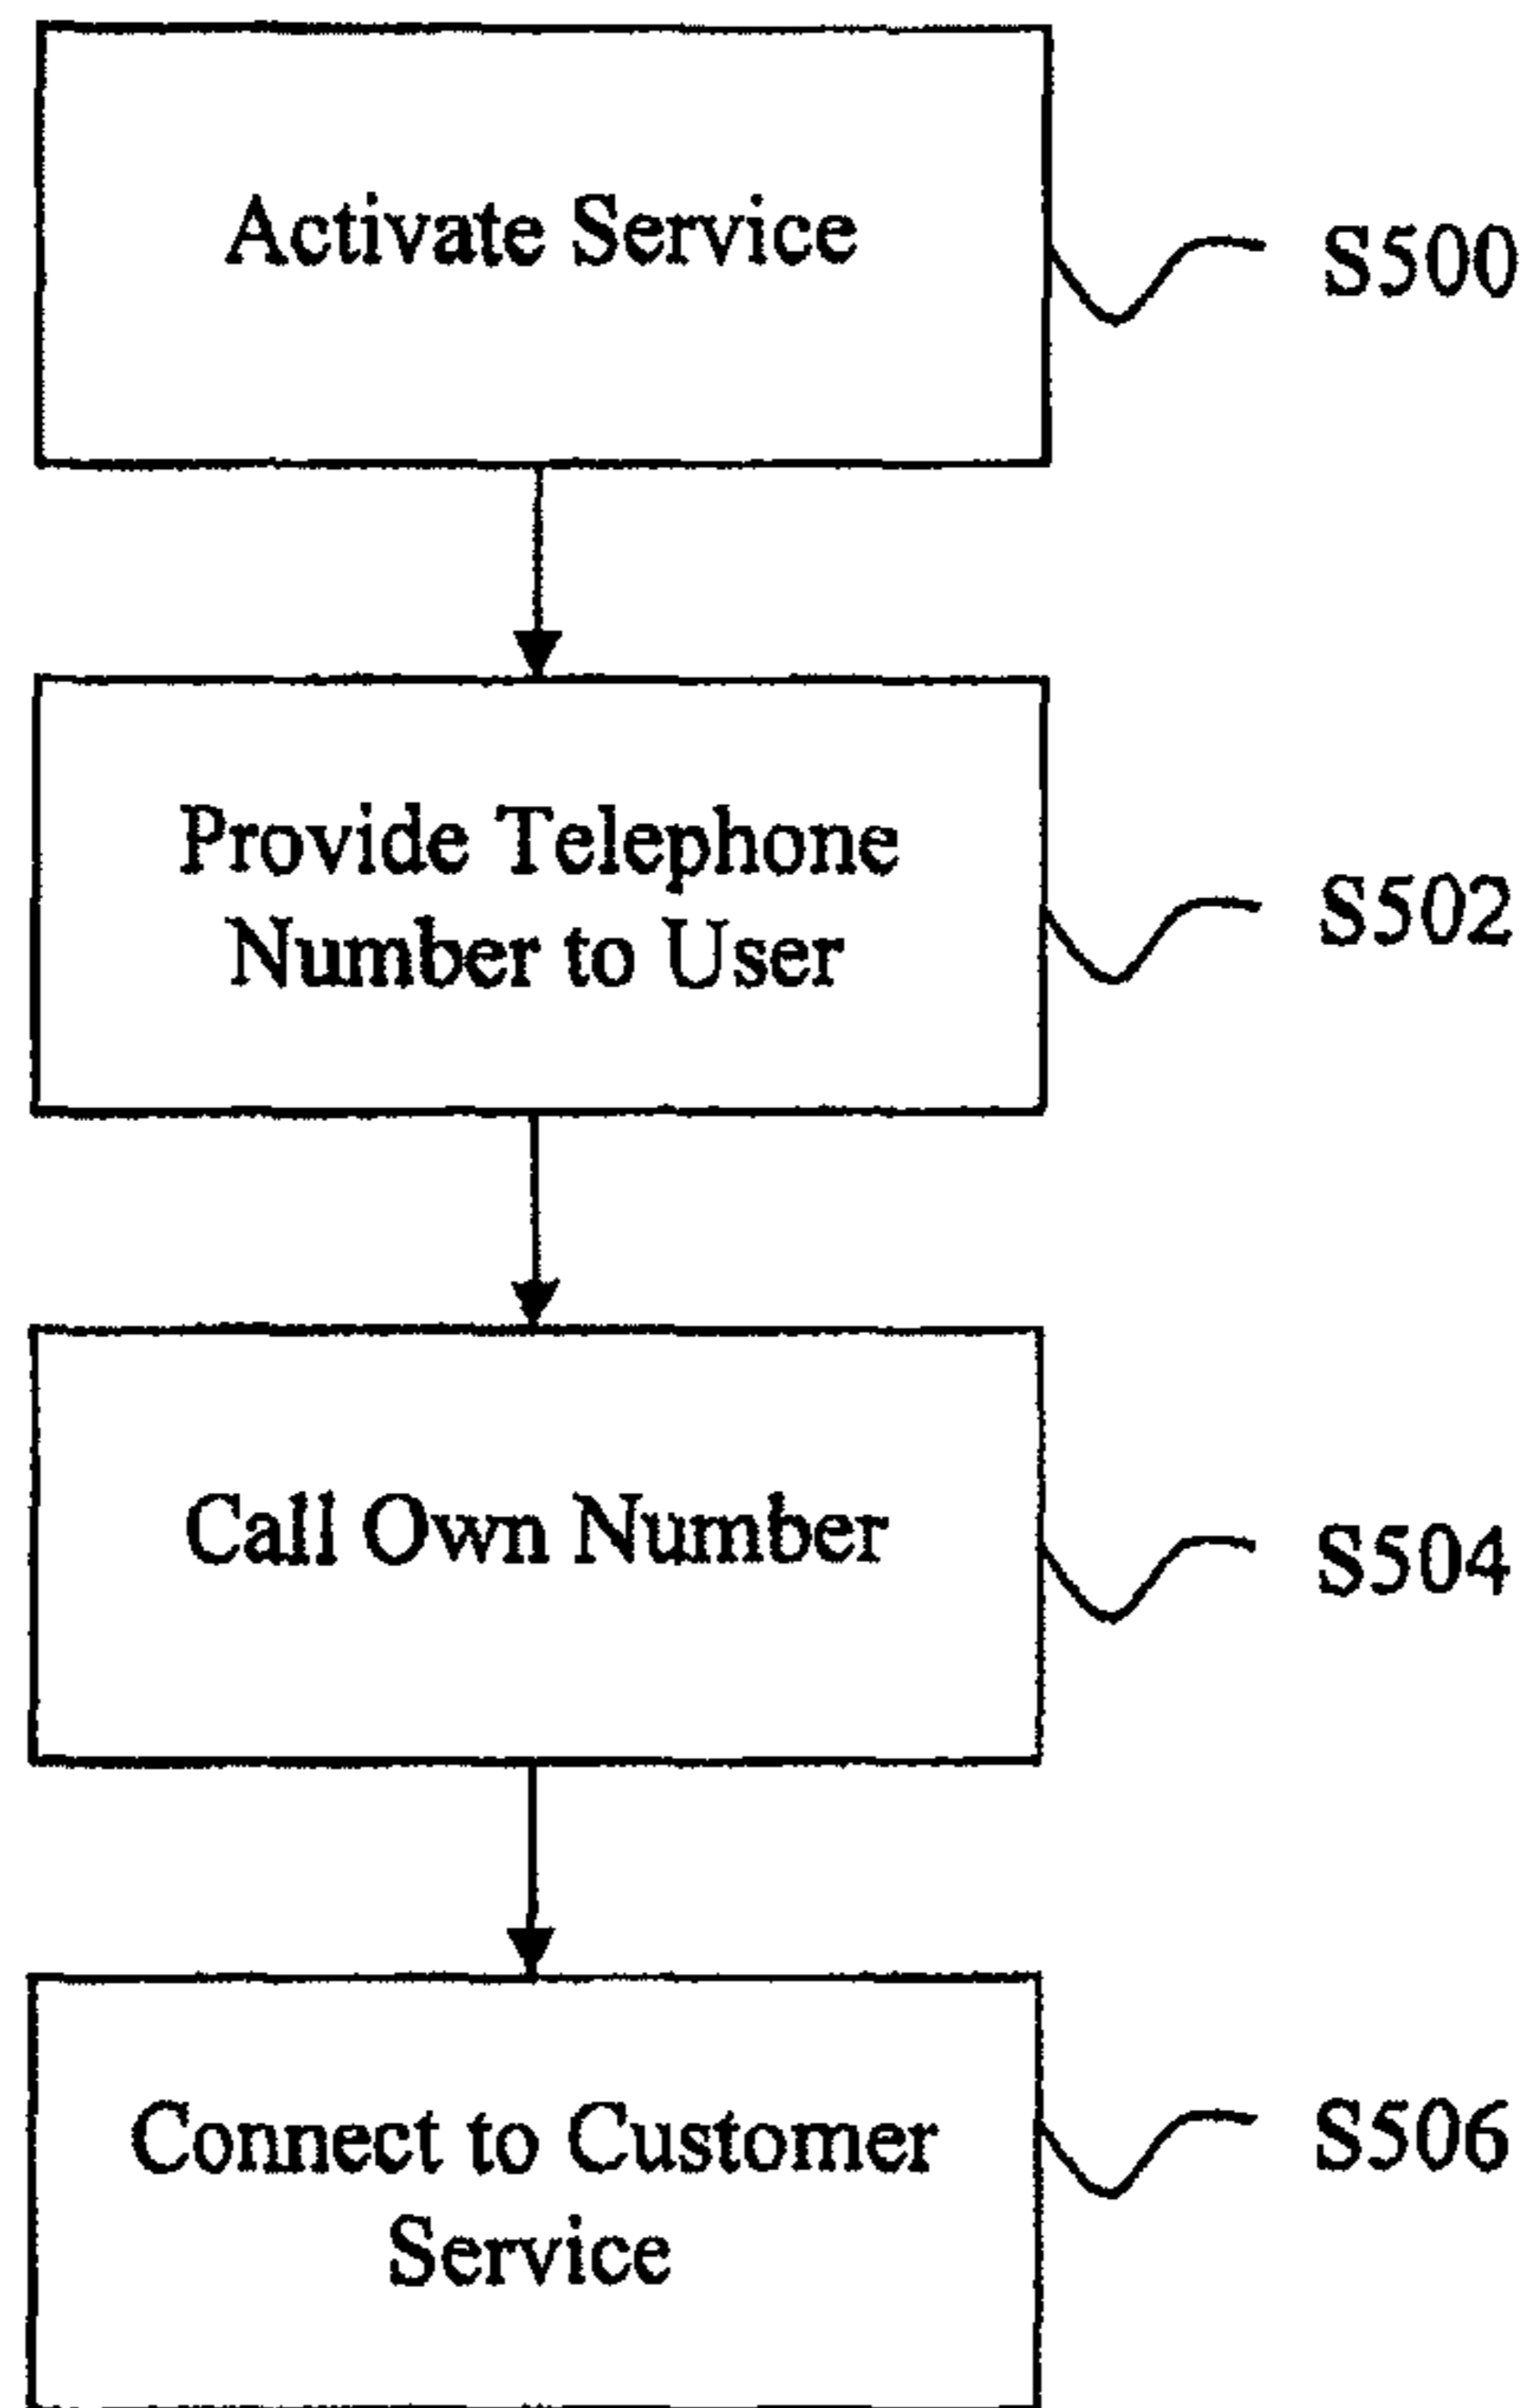 Activate Service
S500
Provide Telephone
Number to User
S502
Call Own Number
S504
Connect to Customer
Service
S506